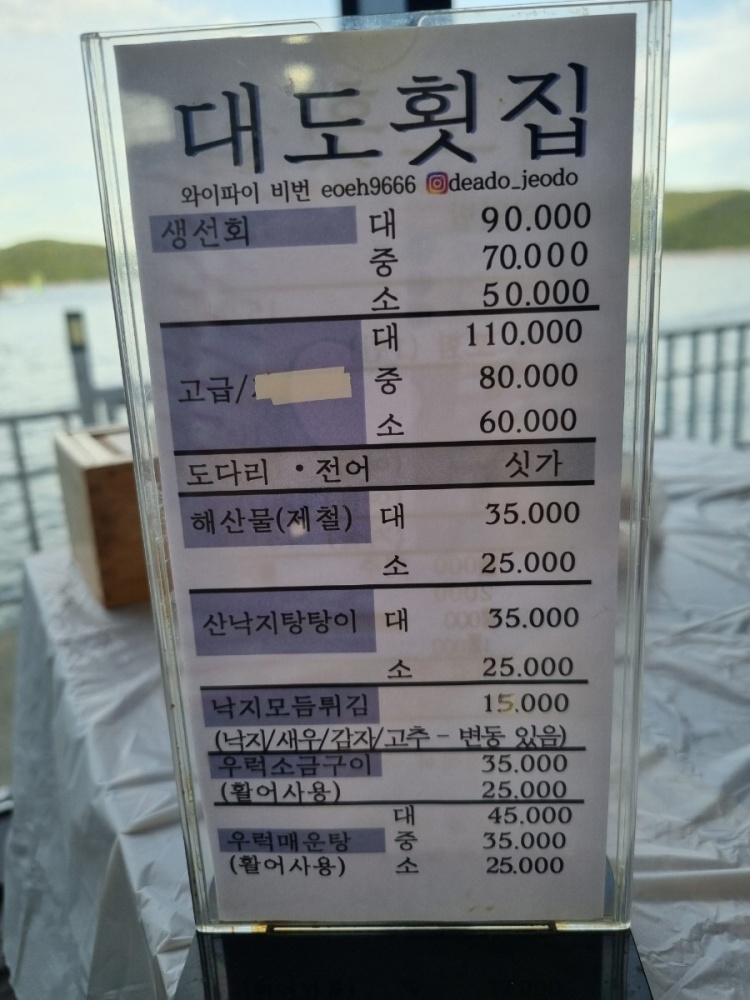 대도횟집
와이파이 비번 eoeh9666 deado_jeodo
생선회 대 90.000
중 70.000
소 50.000
대 110.000
고급/ 중 80.000
소 60.000
도다리 • 전어 싯가
해산물(제철) 대 35.000
소 25.000
산낙지탕탕이 대 35.000
소 25.000
낙지모듬튀김 15.000
(낙지/새우/감자/고추 - 변동 있음)
우럭소금구이 35.000
(활어사용) 25.000
대 45.000
우럭매운탕 중 35.000
(활어사용) 소 25.000